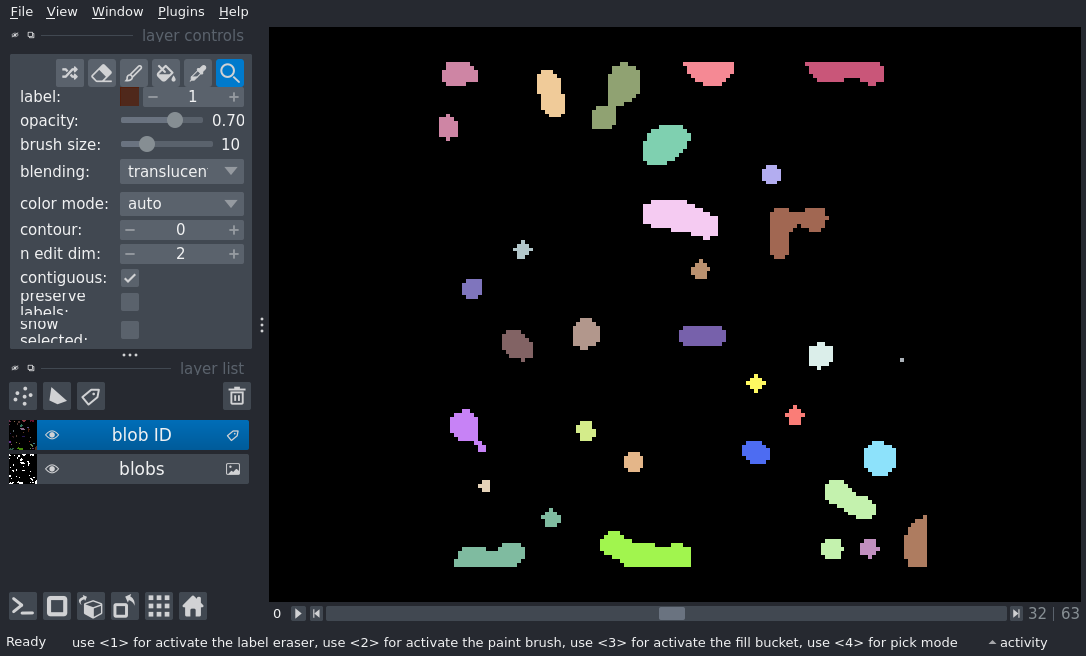 File View Window Plugins Help
layer controls
label: 1
opacity: 0.70
brush size: 10
blending: translucen
color mode: auto
contour: 0
n edit dim: 2
contiguous:
preserve
labels:
show
selected:
layer list
blob ID
blobs
0 32 63
Ready use <1> for activate the label eraser, use <2> for activate the paint brush, use <3> for activate the fill bucket, use <4> for pick mode activity